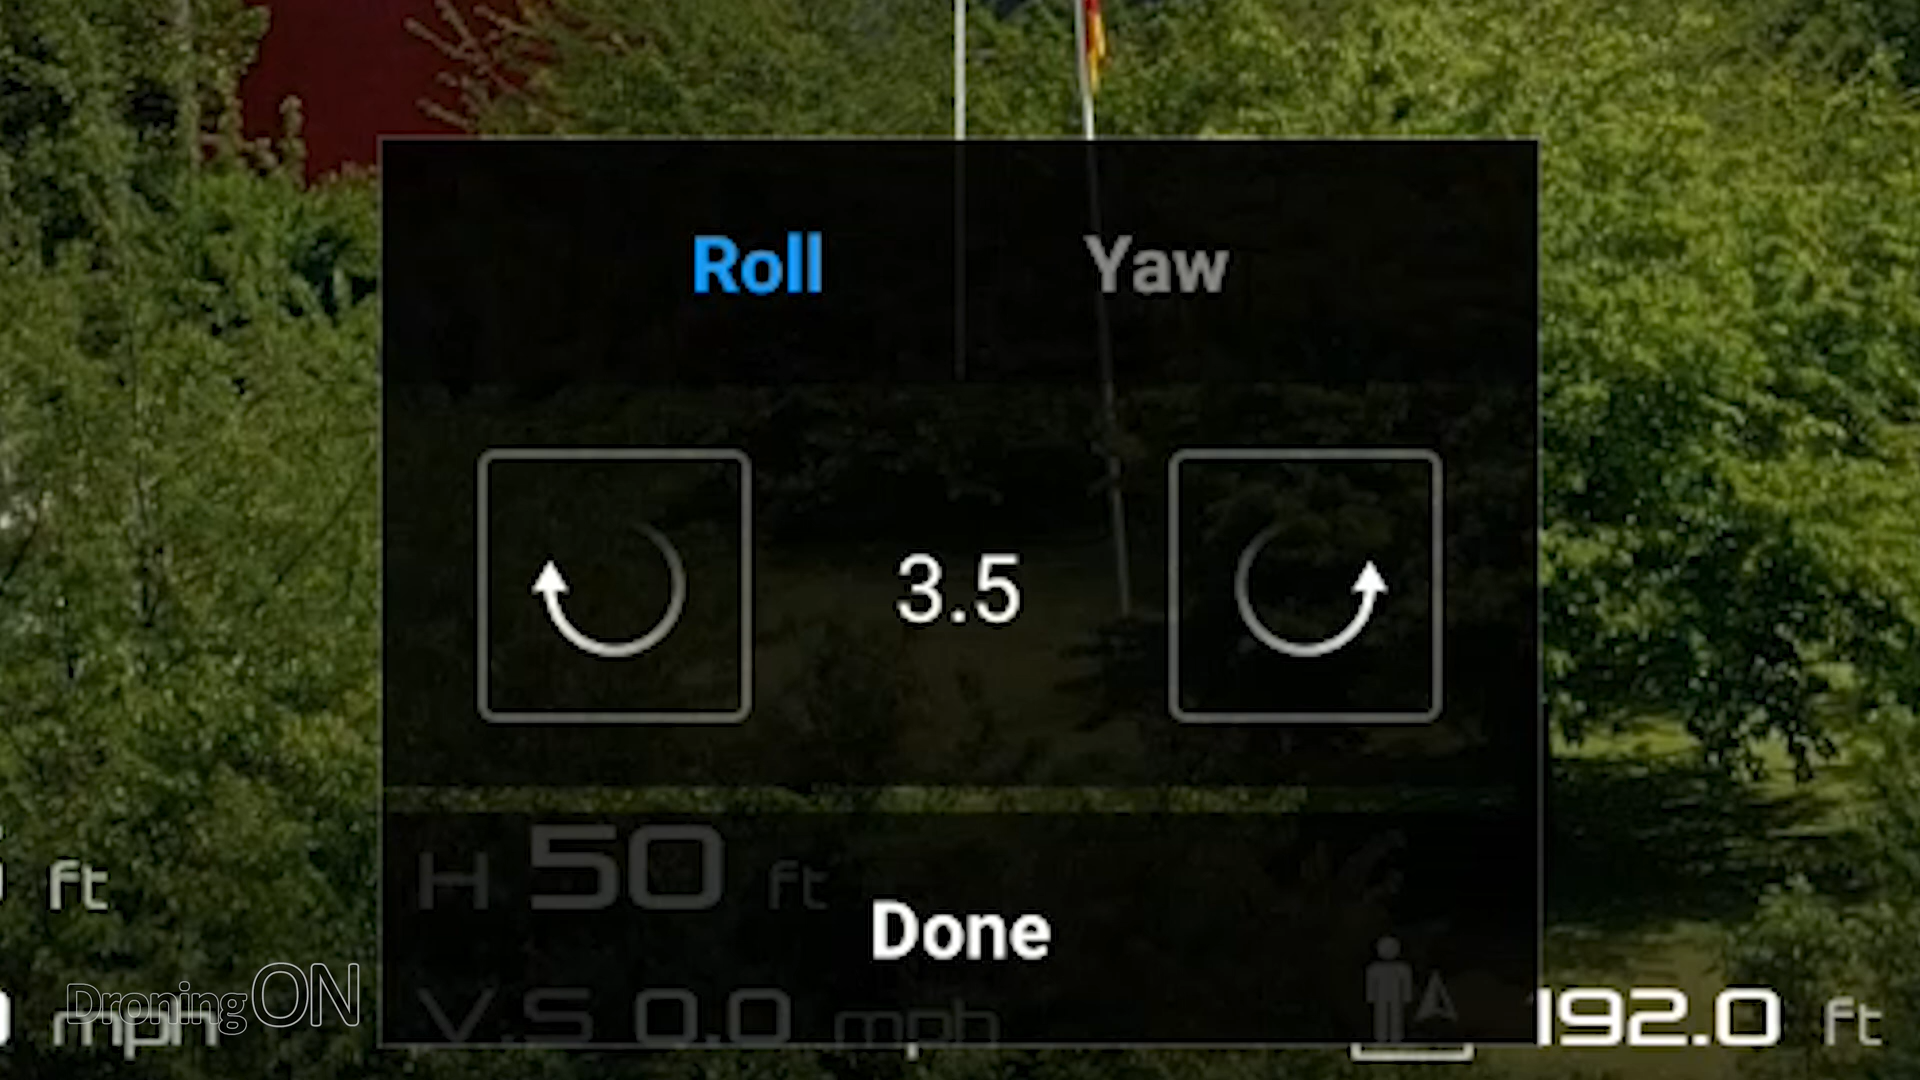 Roll Yaw
3.5
H 50 ft
ft
Done
DroningON
mph
V.S 0.0 mph
192.0 ft